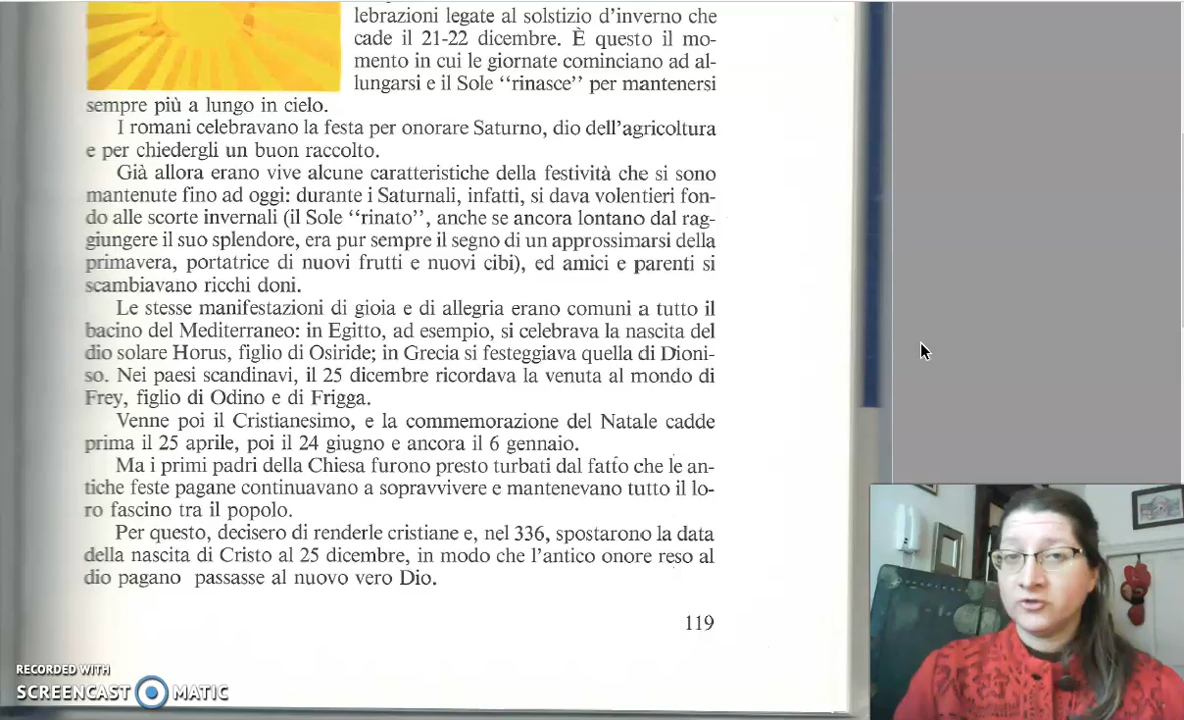 lebrazioni legate al solstizio d'inverno che
cade il 21-22 dicembre. È questo il mo-
mento in cui le giornate cominciano ad al-
lungarsi e il Sole "rinasce" per mantenersi
sempre più a lungo in cielo.
I romani celebravano la festa per onorare Saturno, dio dell'agricoltura
e per chiedergli un buon raccolto.
Già allora erano vive alcune caratteristiche della festività che si sono
mantenute fino ad oggi: durante i Saturnali, infatti, si dava volentieri fon-
do alle scorte invernali (il Sole "rinato", anche se ancora lontano dal rag-
giungere il suo splendore, era pur sempre il segno di un approssimarsi della
primavera, portatrice di nuovi frutti e nuovi cibi), ed amici e parenti si
scambiavano ricchi doni.
Le stesse manifestazioni di gioia e di allegria erano comuni a tutto il
bacino del Mediterraneo: in Egitto, ad esempio, si celebrava la nascita del
dio solare Horus, figlio di Osiride; in Grecia si festeggiava quella di Dioni-
so. Nei paesi scandinavi, il 25 dicembre ricordava la venuta al mondo di
Frey, figlio di Odino e di Frigga.
Venne poi il Cristianesimo, e la commemorazione del Natale cadde
prima il 25 aprile, poi il 24 giugno e ancora il 6 gennaio.
Ma i primi padri della Chiesa furono presto turbati dal fatto che le an-
tiche feste pagane continuavano a sopravvivere e mantenevano tutto il lo-
ro fascino tra il popolo.
Per questo, decisero di renderle cristiane e, nel 336, spostarono la data
della nascita di Cristo al 25 dicembre, in modo che l'antico onore reso al
dio pagano passasse al nuovo vero Dio.
119
RECORDED WITH
SCREENCAST MATIC